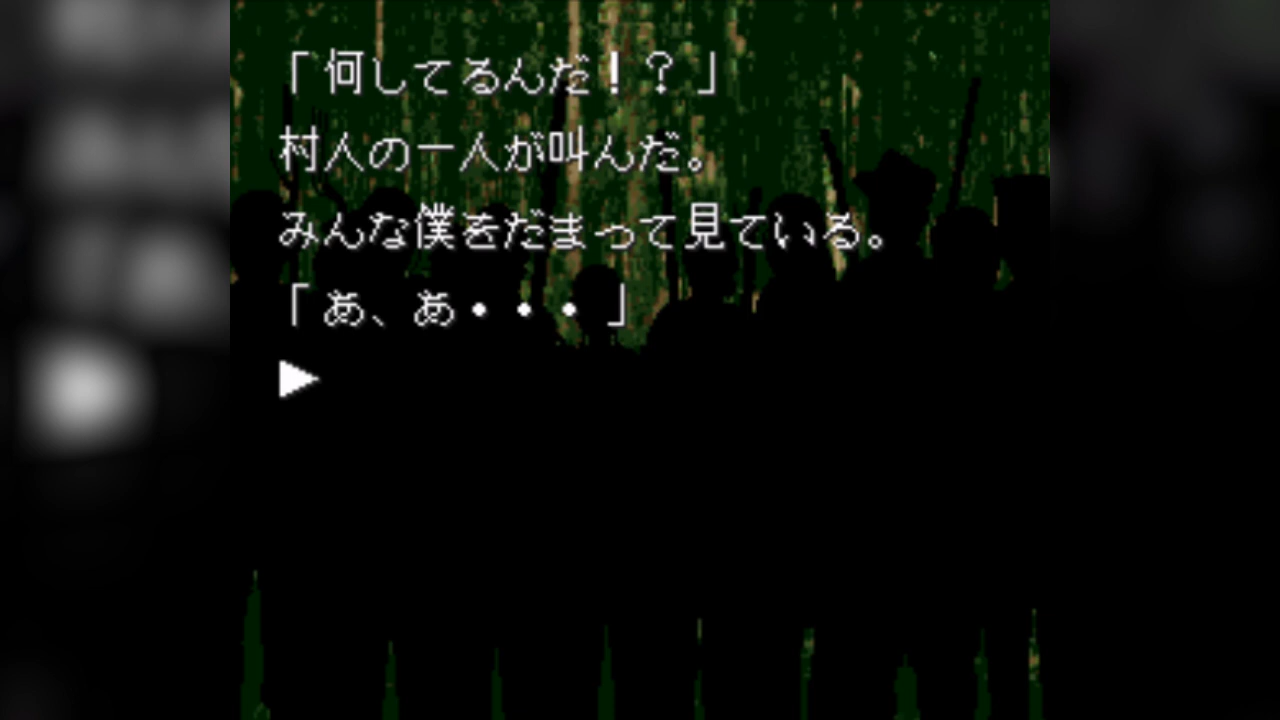 「何してるんだ！？」
村人の一人が叫んだ。
みんな僕をだまって見ている。
「あ、あ・・・」